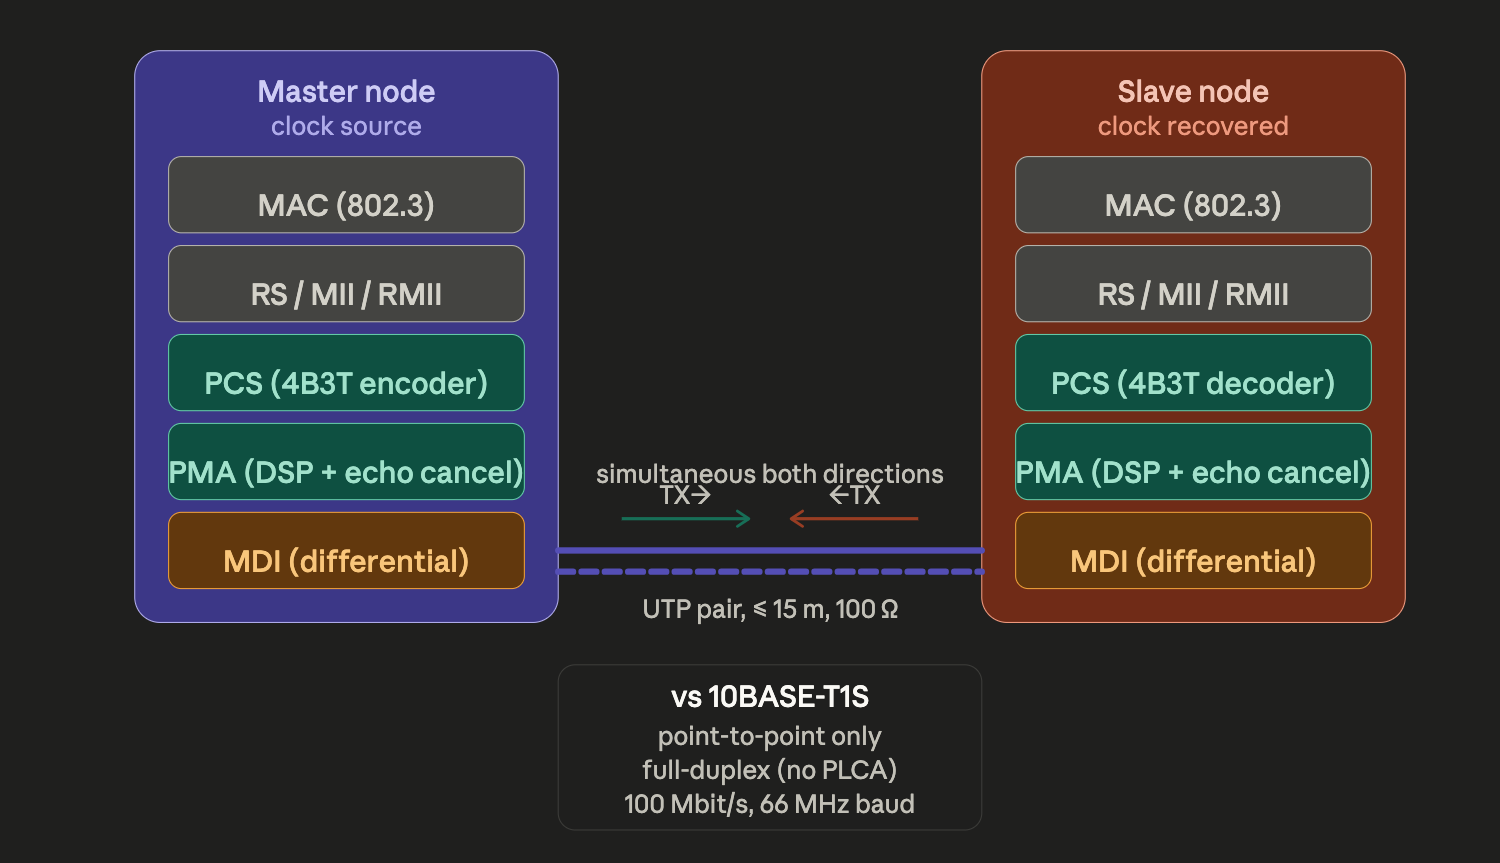 Master node
clock source
MAC (802.3)
RS / MII / RMII
PCS (4B3T encoder)
PMA (DSP + echo cancel)
MDI (differential)
simultaneous both directions
TX→
←TX
UTP pair, ≤ 15 m, 100 Ω
Slave node
clock recovered
MAC (802.3)
RS / MII / RMII
PCS (4B3T decoder)
PMA (DSP + echo cancel)
MDI (differential)
vs 10BASE-T1S
point-to-point only
full-duplex (no PLCA)
100 Mbit/s, 66 MHz baud